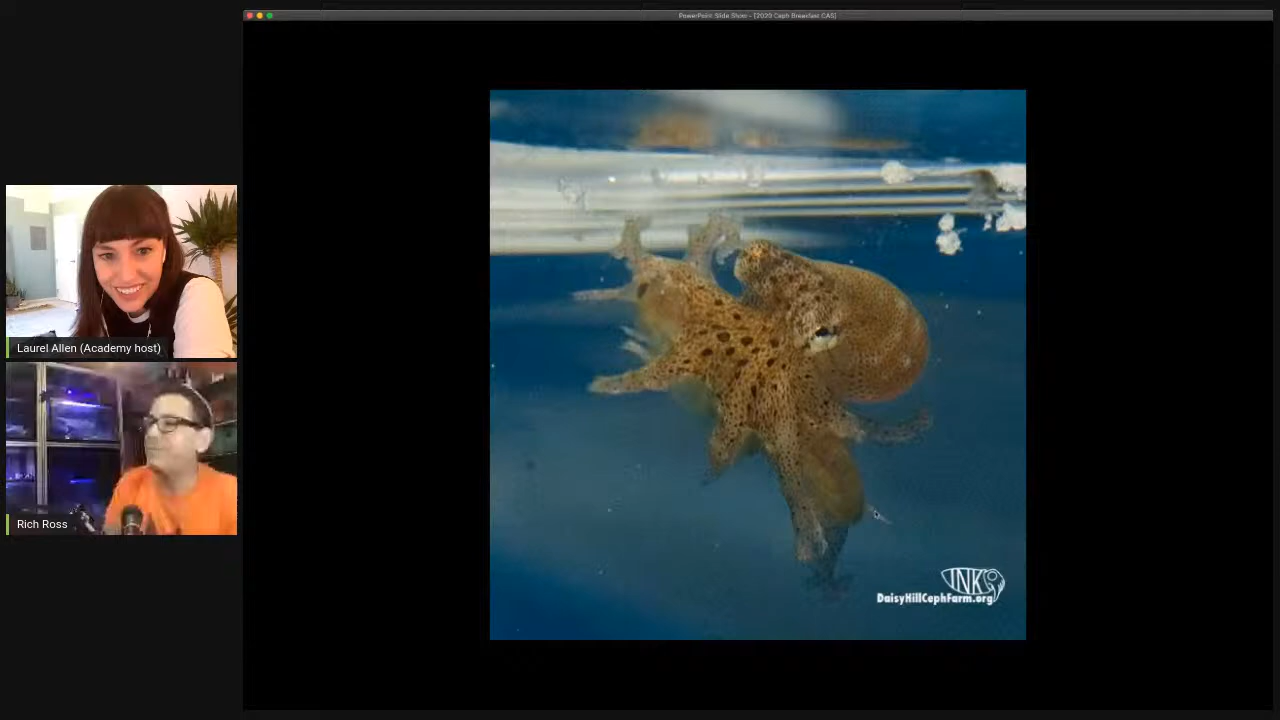 PowerPoint Slide Show - [2020 Ceph Breakfast CAS]
Laurel Allen (Academy host)
Rich Ross
INK
DaisyHillCephFarm.org